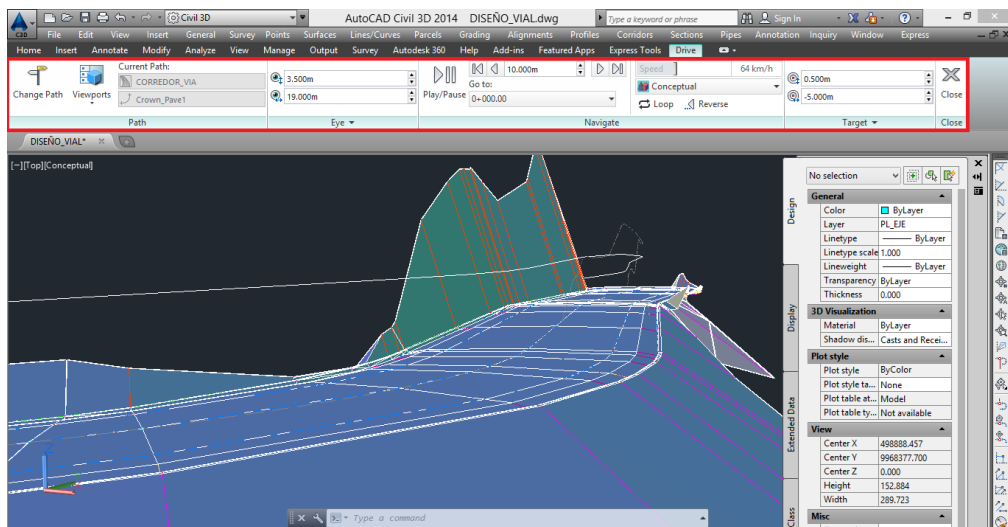 Civil 3D
AutoCAD Civil 3D 2014 DISEÑO_VIAL.dwg
Type a keyword or phrase
Sign In
C3D
File Edit View Insert General Survey Points Surfaces Lines/Curves Parcels Grading Alignments Profiles Corridors Sections Pipes Annotation Inquiry Window Express
Home Insert Annotate Modify Analyze View Manage Output Survey Autodesk 360 Help Add-ins Featured Apps Express Tools Drive
Change Path
Viewports
Current Path:
CORREDOR_VIA
Crown_Pave1
Path
3.500m
19.000m
Eye
Play/Pause
10.000m
Go to:
0+000.00
Speed 64 km/h
Conceptual
Loop Reverse
Navigate
0.500m
-5.000m
Target
Close
Close
DISEÑO_VIAL*
[−][Top][Conceptual]
No selection
Design
Display
Extended Data
Class
General
Color ByLayer
Layer PL_EJE
Linetype ByLayer
Linetype scale 1.000
Lineweight ByLayer
Transparency ByLayer
Thickness 0.000
3D Visualization
Material ByLayer
Shadow dis... Casts and Recei...
Plot style
Plot style ByColor
Plot style ta... None
Plot table at... Model
Plot table ty... Not available
View
Center X 498888.457
Center Y 9968377.700
Center Z 0.000
Height 152.884
Width 289.723
Misc
Type a command